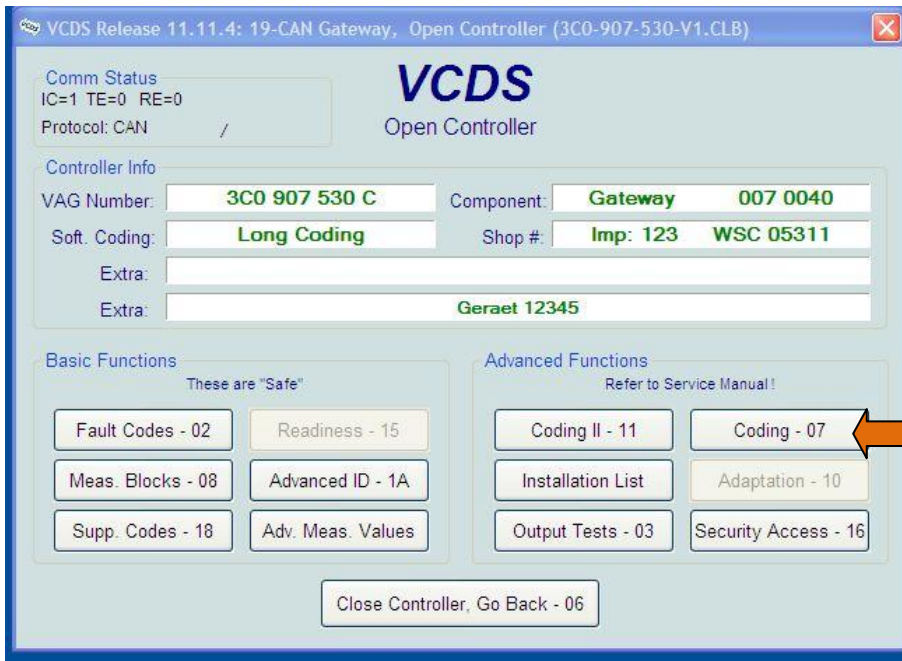 VCDS
VCDS Release 11.11.4: 19-CAN Gateway, Open Controller (3C0-907-530-V1.CLB)
Comm Status
IC=1 TE=0 RE=0
Protocol: CAN /
VCDS
Open Controller
Controller Info
VAG Number: 3C0 907 530 C Component: Gateway 007 0040
Soft. Coding: Long Coding Shop #: Imp: 123 WSC 05311
Extra:
Extra: Geraet 12345
Basic Functions
These are "Safe"
Fault Codes - 02 Readiness - 15
Meas. Blocks - 08 Advanced ID - 1A
Supp. Codes - 18 Adv. Meas. Values
Advanced Functions
Refer to Service Manual!
Coding II - 11 Coding - 07
Installation List Adaptation - 10
Output Tests - 03 Security Access - 16
Close Controller, Go Back - 06